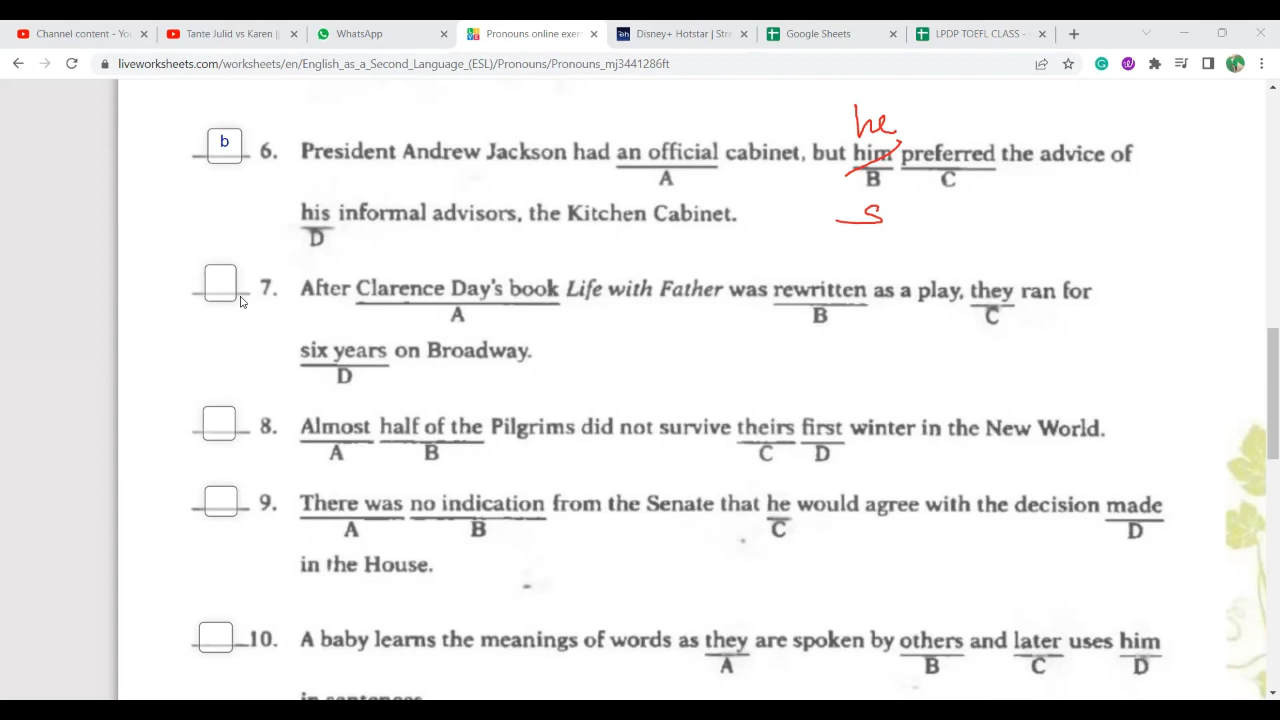 Channel content - You
Tante Julid vs Karen ||
WhatsApp
Pronouns online exer
Disney+ Hotstar | Stre
Google Sheets
LPDP TOEFL CLASS -
liveworksheets.com/worksheets/en/English_as_a_Second_Language_(ESL)/Pronouns/Pronouns_mj3441286ft
he
b 6. President Andrew Jackson had an official cabinet, but him preferred the advice of
A B C
his informal advisors, the Kitchen Cabinet. S
D
7. After Clarence Day's book Life with Father was rewritten as a play, they ran for
A B C
six years on Broadway.
D
8. Almost half of the Pilgrims did not survive theirs first winter in the New World.
A B C D
9. There was no indication from the Senate that he would agree with the decision made
A B C D
in the House.
10. A baby learns the meanings of words as they are spoken by others and later uses him
A B C D
in sentences.